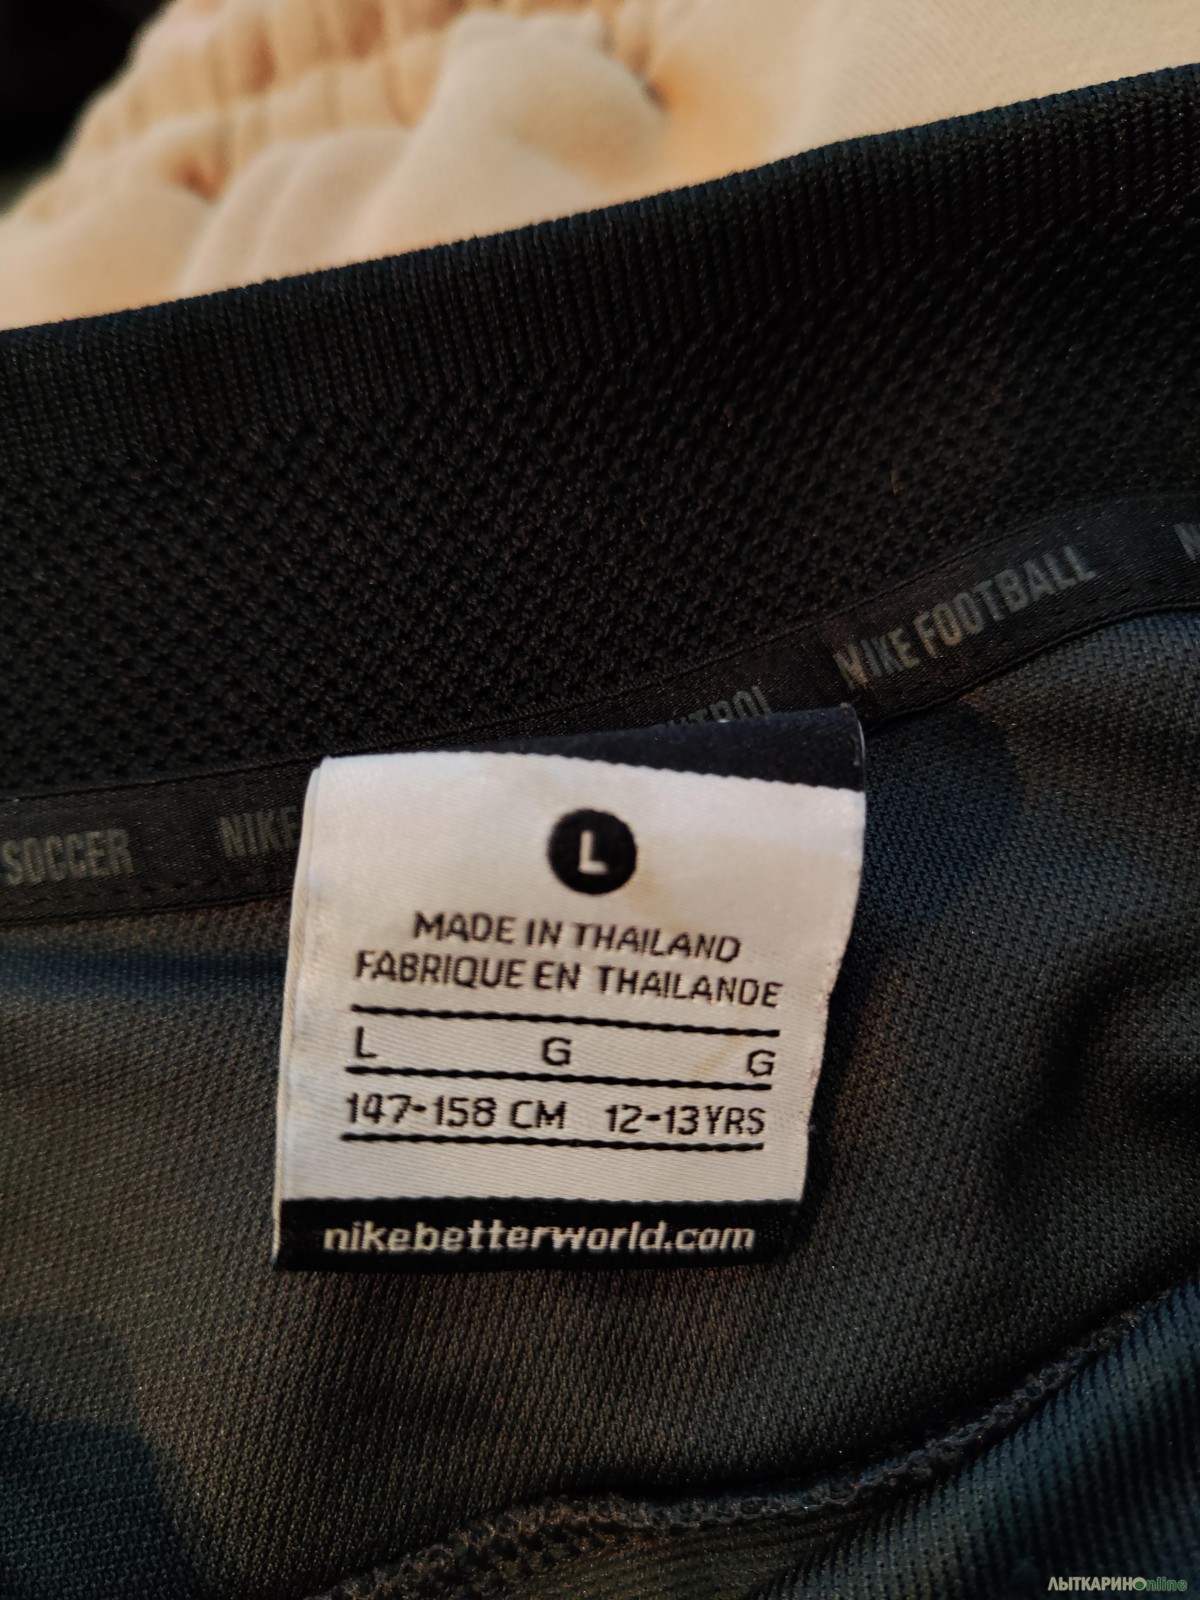 NIKE FOOTBALL
SOCCER
NIKE
L
MADE IN THAILAND
FABRIQUE EN THAILANDE
L G G
147-158 CM 12-13YRS
nikebetterworld.com
ЛЫТКАРИНОonline